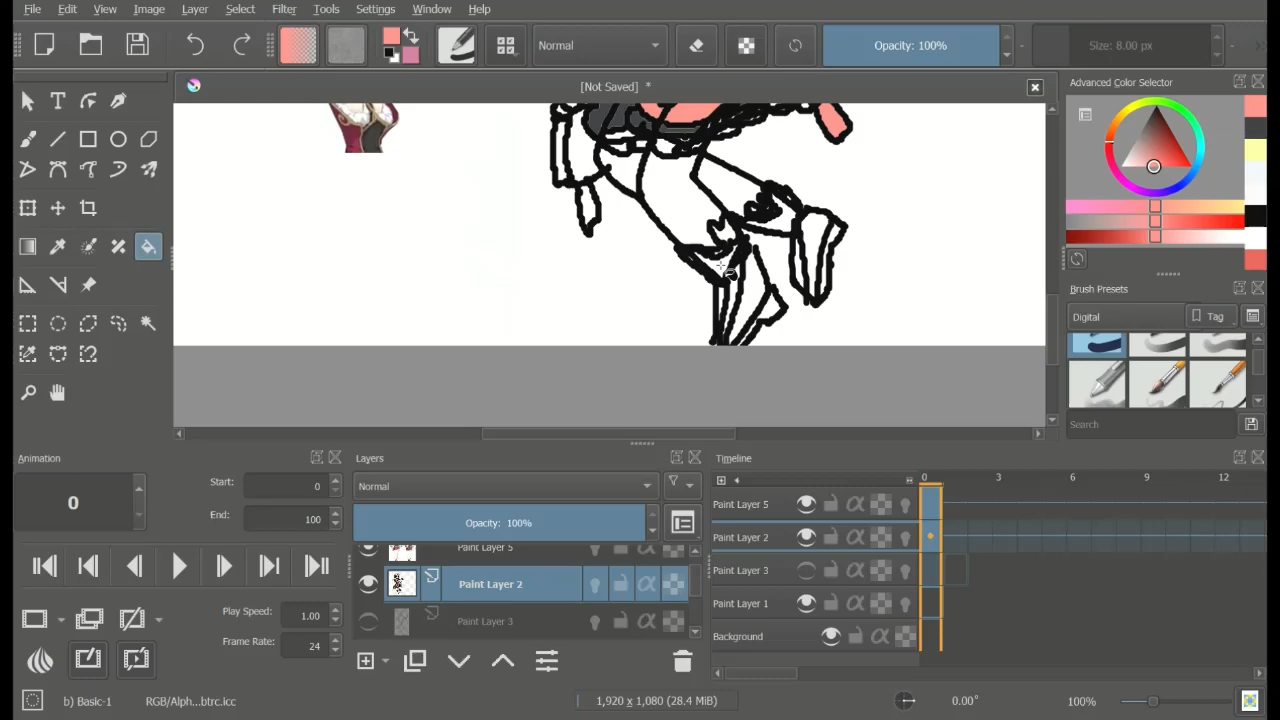 File Edit View Image Layer Select Filter Tools Settings Window Help
Normal Opacity: 100% Size: 8.00 px
[Not Saved] *
Advanced Color Selector
Brush Presets
Digital Tag
Search
Animation Layers Timeline
Start: 0
End: 100
0
Play Speed: 1.00
Frame Rate: 24
Normal
Opacity: 100%
Paint Layer 5
Paint Layer 2
Paint Layer 3
0 3 6 9 12
Paint Layer 5
Paint Layer 2
Paint Layer 3
Paint Layer 1
Background
b) Basic-1 RGB/Alph...btrc.icc 1,920 x 1,080 (28.4 MiB) 0.00° 100%